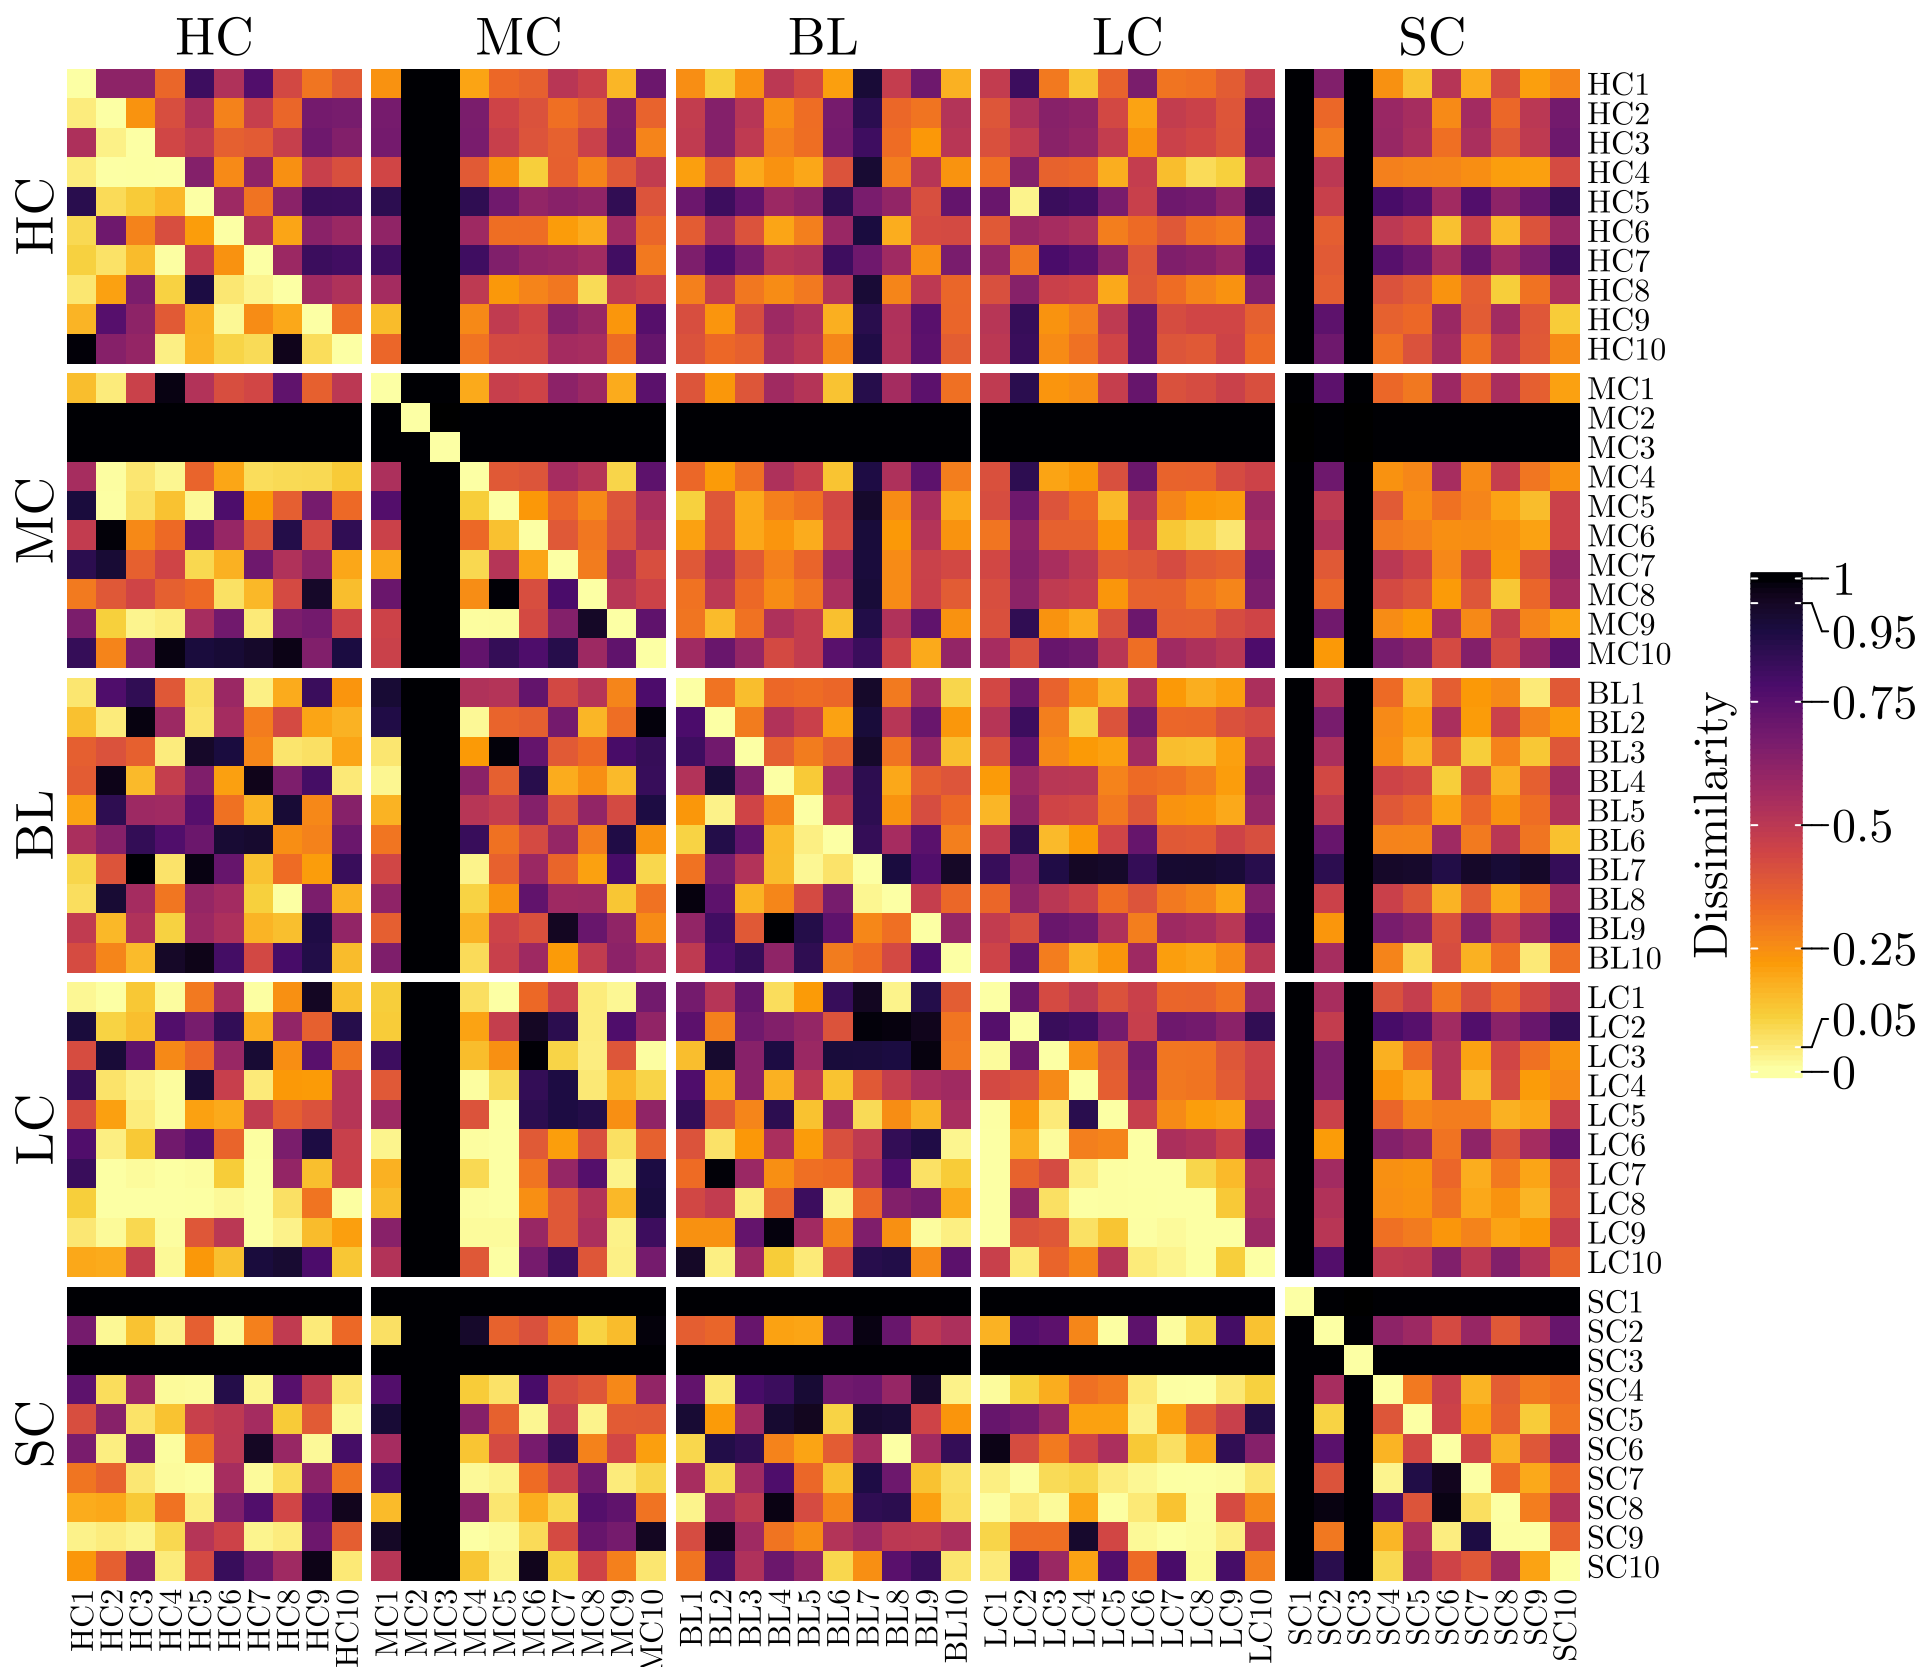 HC MC BL LC SC
HC
HC1
HC2
HC3
HC4
HC5
HC6
HC7
HC8
HC9
HC10
MC
MC1
MC2
MC3
MC4
MC5
MC6
MC7
MC8
MC9
MC10
BL
BL1
BL2
BL3
BL4
BL5
BL6
BL7
BL8
BL9
BL10
LC
LC1
LC2
LC3
LC4
LC5
LC6
LC7
LC8
LC9
LC10
SC
SC1
SC2
SC3
SC4
SC5
SC6
SC7
SC8
SC9
SC10
HC1 HC2 HC3 HC4 HC5 HC6 HC7 HC8 HC9 HC10 MC1 MC2 MC3 MC4 MC5 MC6 MC7 MC8 MC9 MC10 BL1 BL2 BL3 BL4 BL5 BL6 BL7 BL8 BL9 BL10 LC1 LC2 LC3 LC4 LC5 LC6 LC7 LC8 LC9 LC10 SC1 SC2 SC3 SC4 SC5 SC6 SC7 SC8 SC9 SC10
Dissimilarity
1
0.95
0.75
0.5
0.25
0.05
0